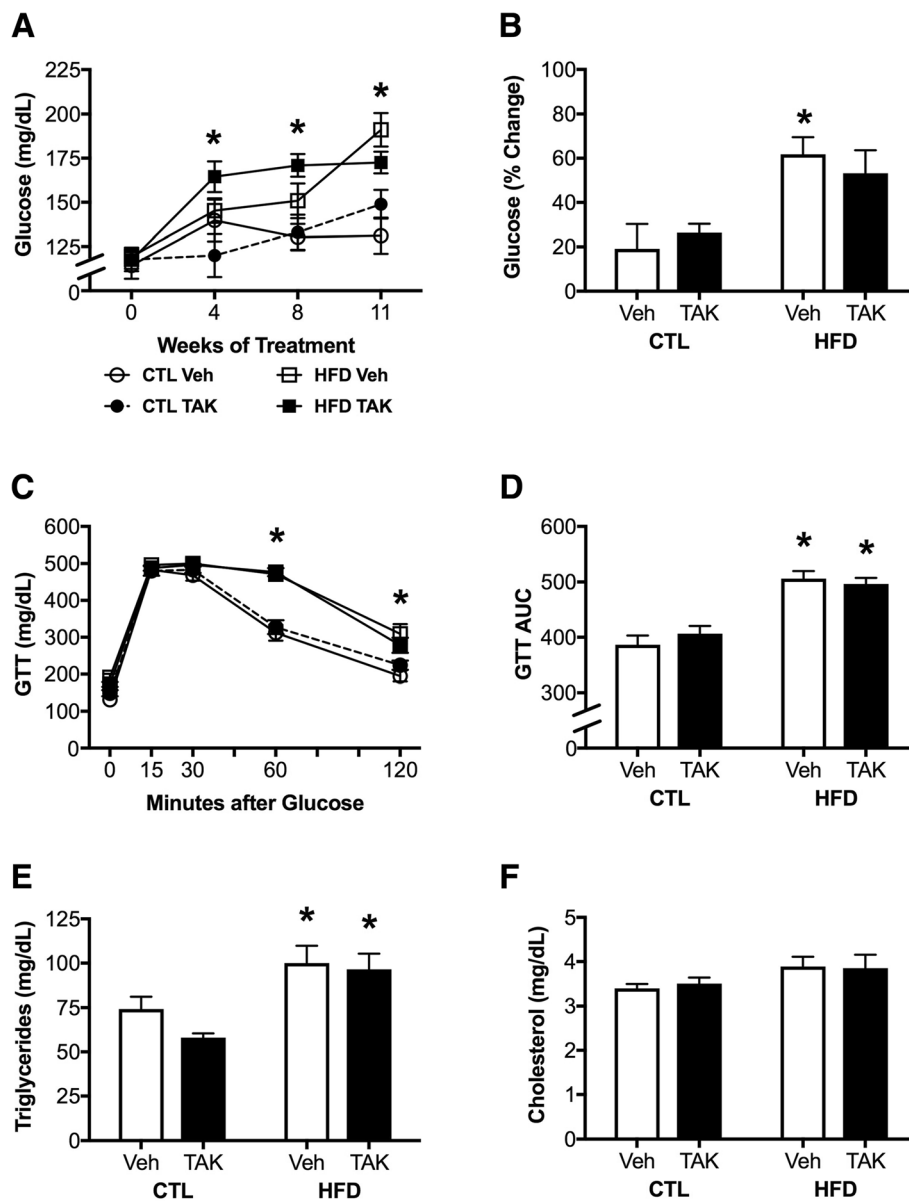 A
Glucose (mg/dL)
225
200
175
150
125
0
*
*
*
0 4 8 11
Weeks of Treatment
CTL Veh
HFD Veh
CTL TAK
HFD TAK
B
Glucose (% Change)
100
80
60
40
20
0
*
Veh TAK Veh TAK
CTL HFD
C
GTT (mg/dL)
600
500
400
300
200
100
0
*
*
0 15 30 60 120
Minutes after Glucose
D
GTT AUC
600
500
400
300
0
*
*
Veh TAK Veh TAK
CTL HFD
E
Triglycerides (mg/dL)
125
100
75
50
25
0
*
*
Veh TAK Veh TAK
CTL HFD
F
Cholesterol (mg/dL)
5
4
3
2
1
0
Veh TAK Veh TAK
CTL HFD